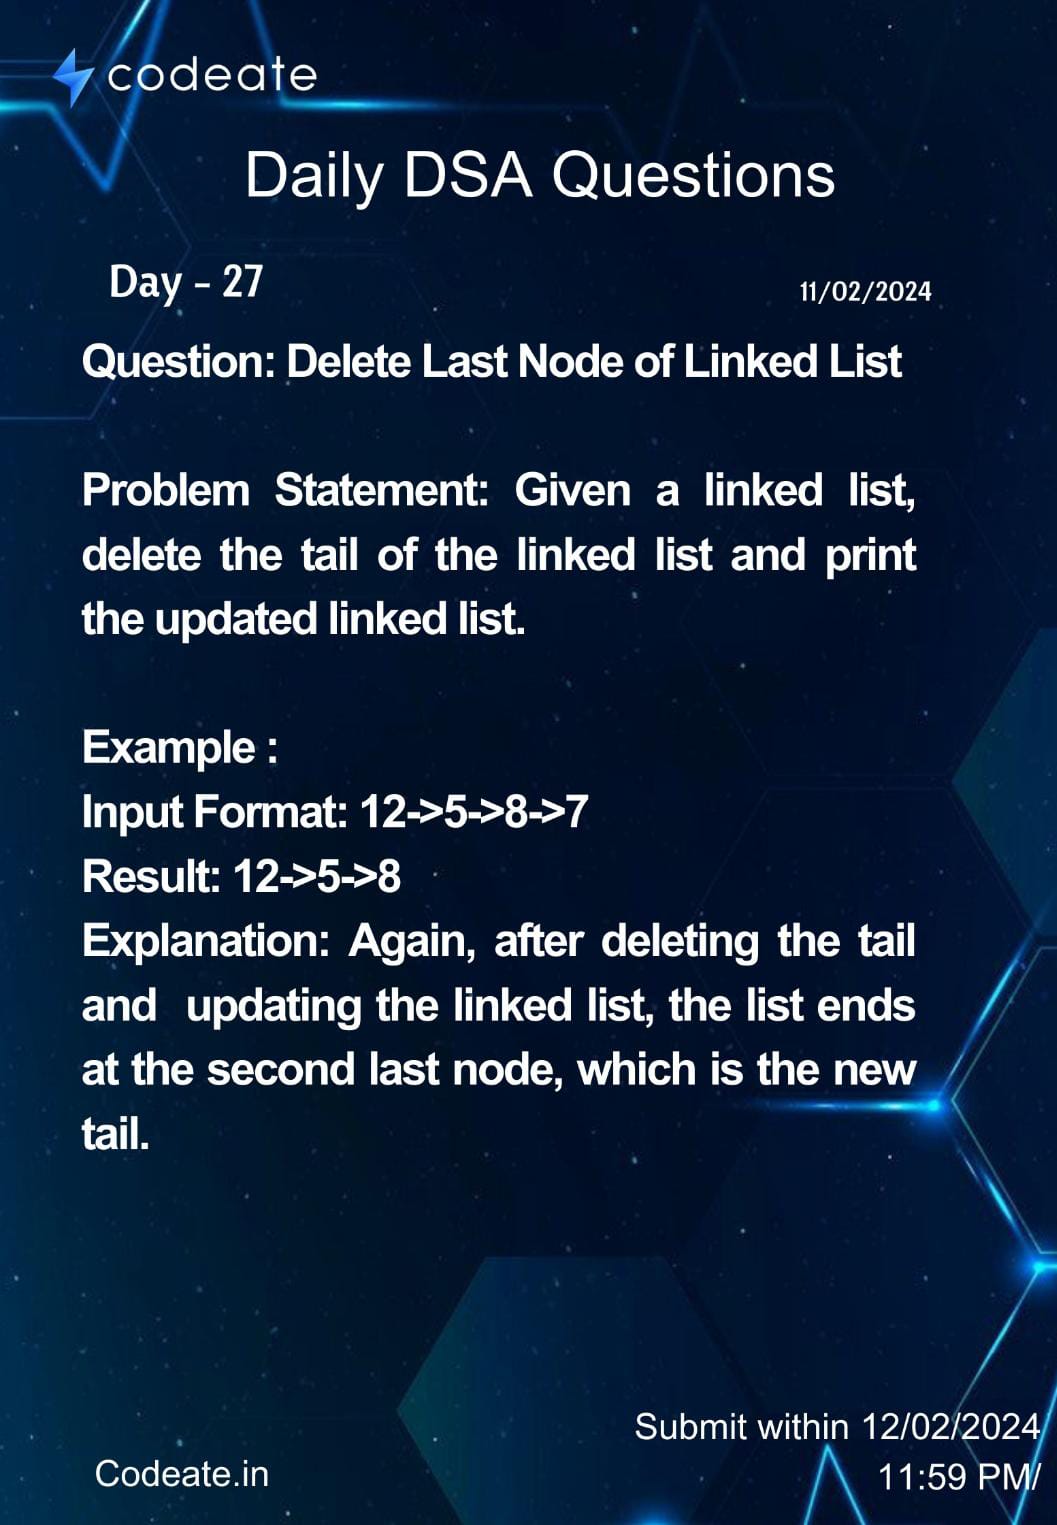 codeate
Daily DSA Questions
Day - 27
11/02/2024
Question: Delete Last Node of Linked List
Problem Statement: Given a linked list,
delete the tail of the linked list and print
the updated linked list.
Example :
Input Format: 12->5->8->7
Result: 12->5->8
Explanation: Again, after deleting the tail
and updating the linked list, the list ends
at the second last node, which is the new
tail.
Submit within 12/02/2024
11:59 PM/
Codeate.in